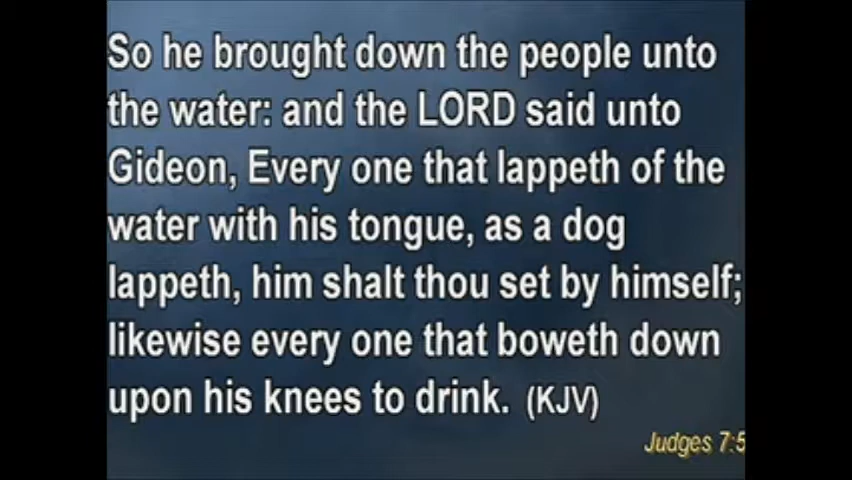 So he brought down the people unto
the water: and the LORD said unto
Gideon, Every one that lappeth of the
water with his tongue, as a dog
lappeth, him shalt thou set by himself;
likewise every one that boweth down
upon his knees to drink. (KJV)
Judges 7:5